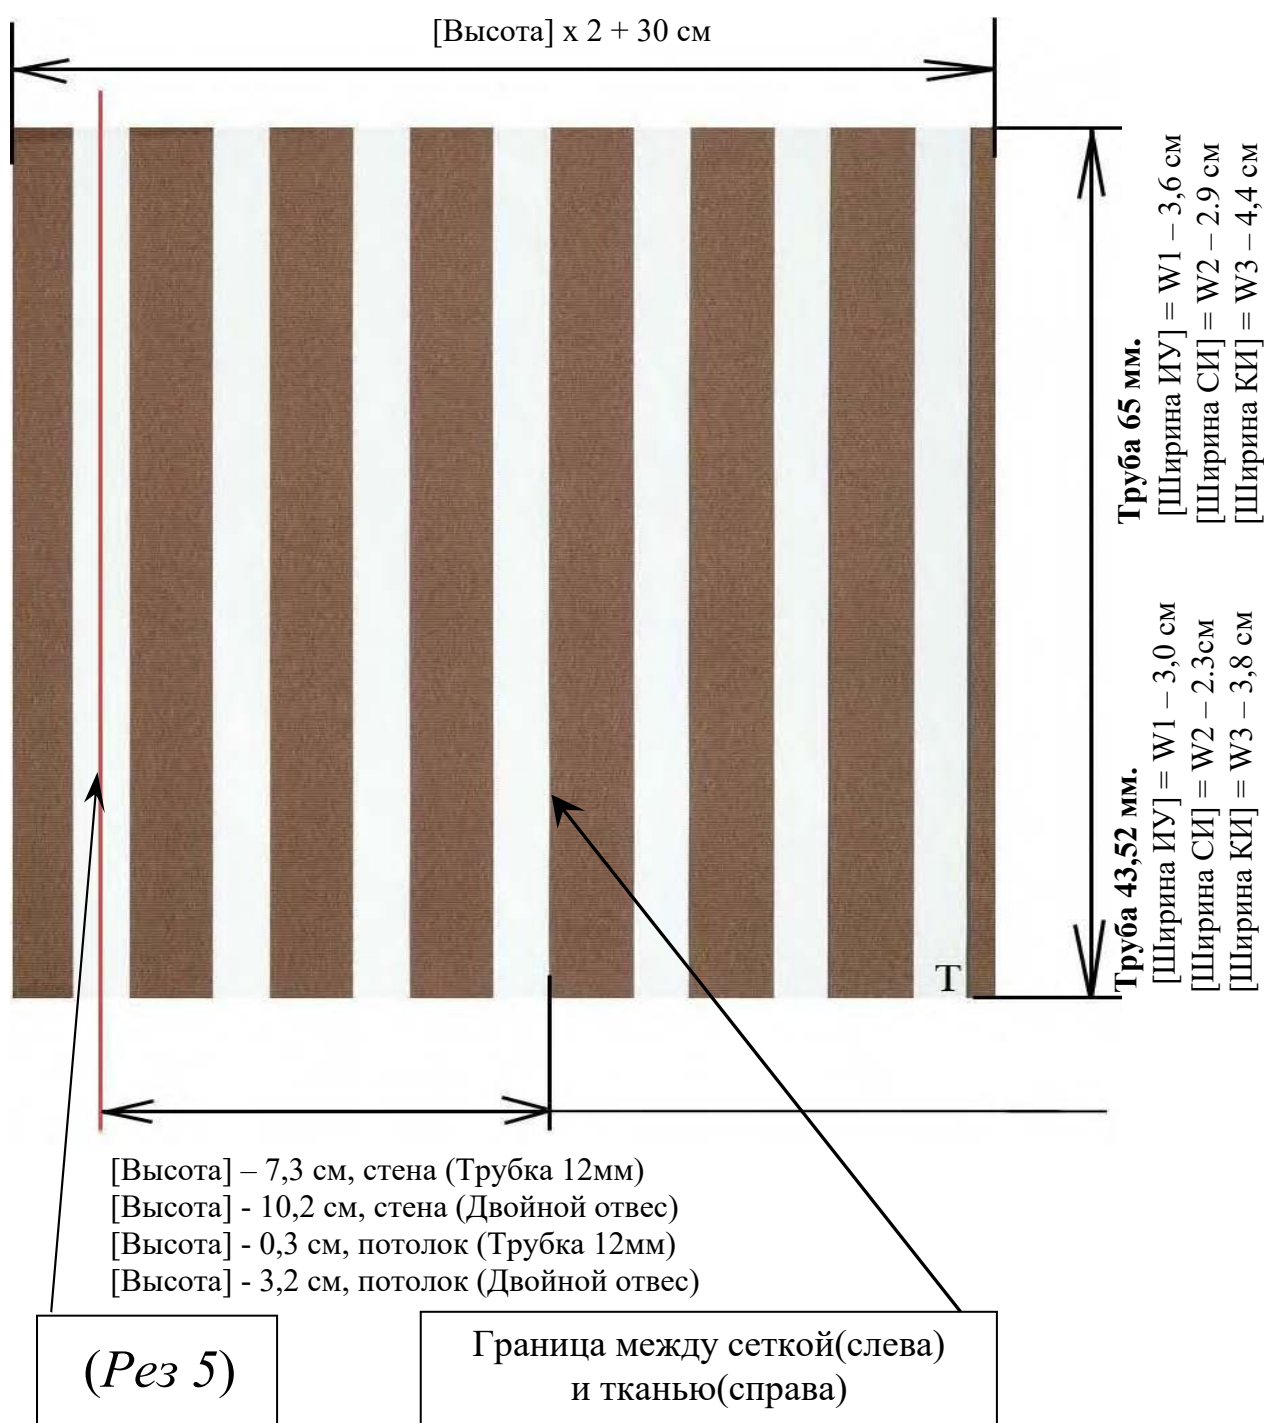 [Высота] х 2 + 30 см
Труба 65 мм.
[Ширина ИУ] = W1 – 3,6 см
[Ширина СИ] = W2 – 2.9 см
[Ширина КИ] = W3 – 4,4 см
Труба 43,52 мм.
[Ширина ИУ] = W1 – 3,0 см
[Ширина СИ] = W2 – 2.3см
[Ширина КИ] = W3 – 3,8 см
Т
[Высота] – 7,3 см, стена (Трубка 12мм)
[Высота] - 10,2 см, стена (Двойной отвес)
[Высота] - 0,3 см, потолок (Трубка 12мм)
[Высота] - 3,2 см, потолок (Двойной отвес)
(Рез 5)
Граница между сеткой(слева)
и тканью(справа)